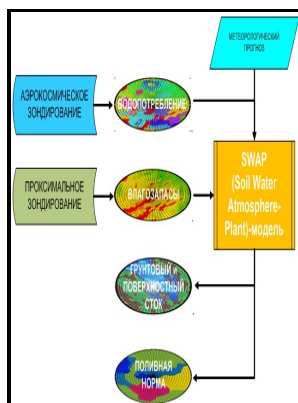 МЕТЕОРОЛОГИЧЕСКИЙ
ПРОГНОЗ
АЭРОКОСМИЧЕСКОЕ
ЗОНДИРОВАНИЕ
ВОДОПОТРЕБЛЕНИЕ
SWAP
(Soil Water
Atmosphere-
Plant)-модель
ПРОКСИМАЛЬНОЕ
ЗОНДИРОВАНИЕ
ВЛАГОЗАПАСЫ
ГРУНТОВЫЙ и
ПОВЕРХНОСТНЫЙ
СТОК
ПОЛИВНАЯ
НОРМА